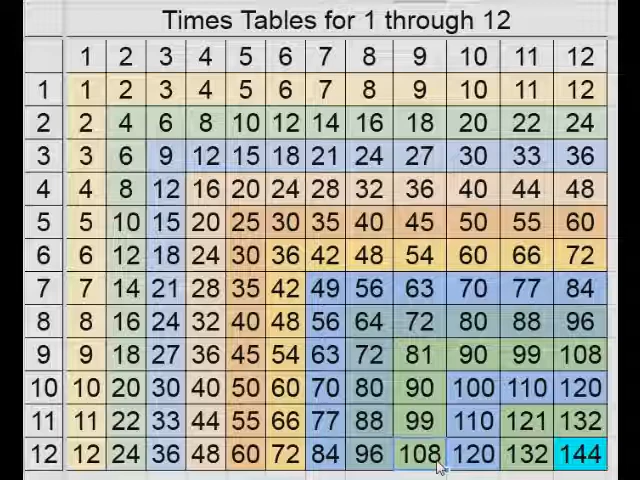 Times Tables for 1 through 12
1 2 3 4 5 6 7 8 9 10 11 12
1 1 2 3 4 5 6 7 8 9 10 11 12
2 2 4 6 8 10 12 14 16 18 20 22 24
3 3 6 9 12 15 18 21 24 27 30 33 36
4 4 8 12 16 20 24 28 32 36 40 44 48
5 5 10 15 20 25 30 35 40 45 50 55 60
6 6 12 18 24 30 36 42 48 54 60 66 72
7 7 14 21 28 35 42 49 56 63 70 77 84
8 8 16 24 32 40 48 56 64 72 80 88 96
9 9 18 27 36 45 54 63 72 81 90 99 108
10 10 20 30 40 50 60 70 80 90 100 110 120
11 11 22 33 44 55 66 77 88 99 110 121 132
12 12 24 36 48 60 72 84 96 108 120 132 144